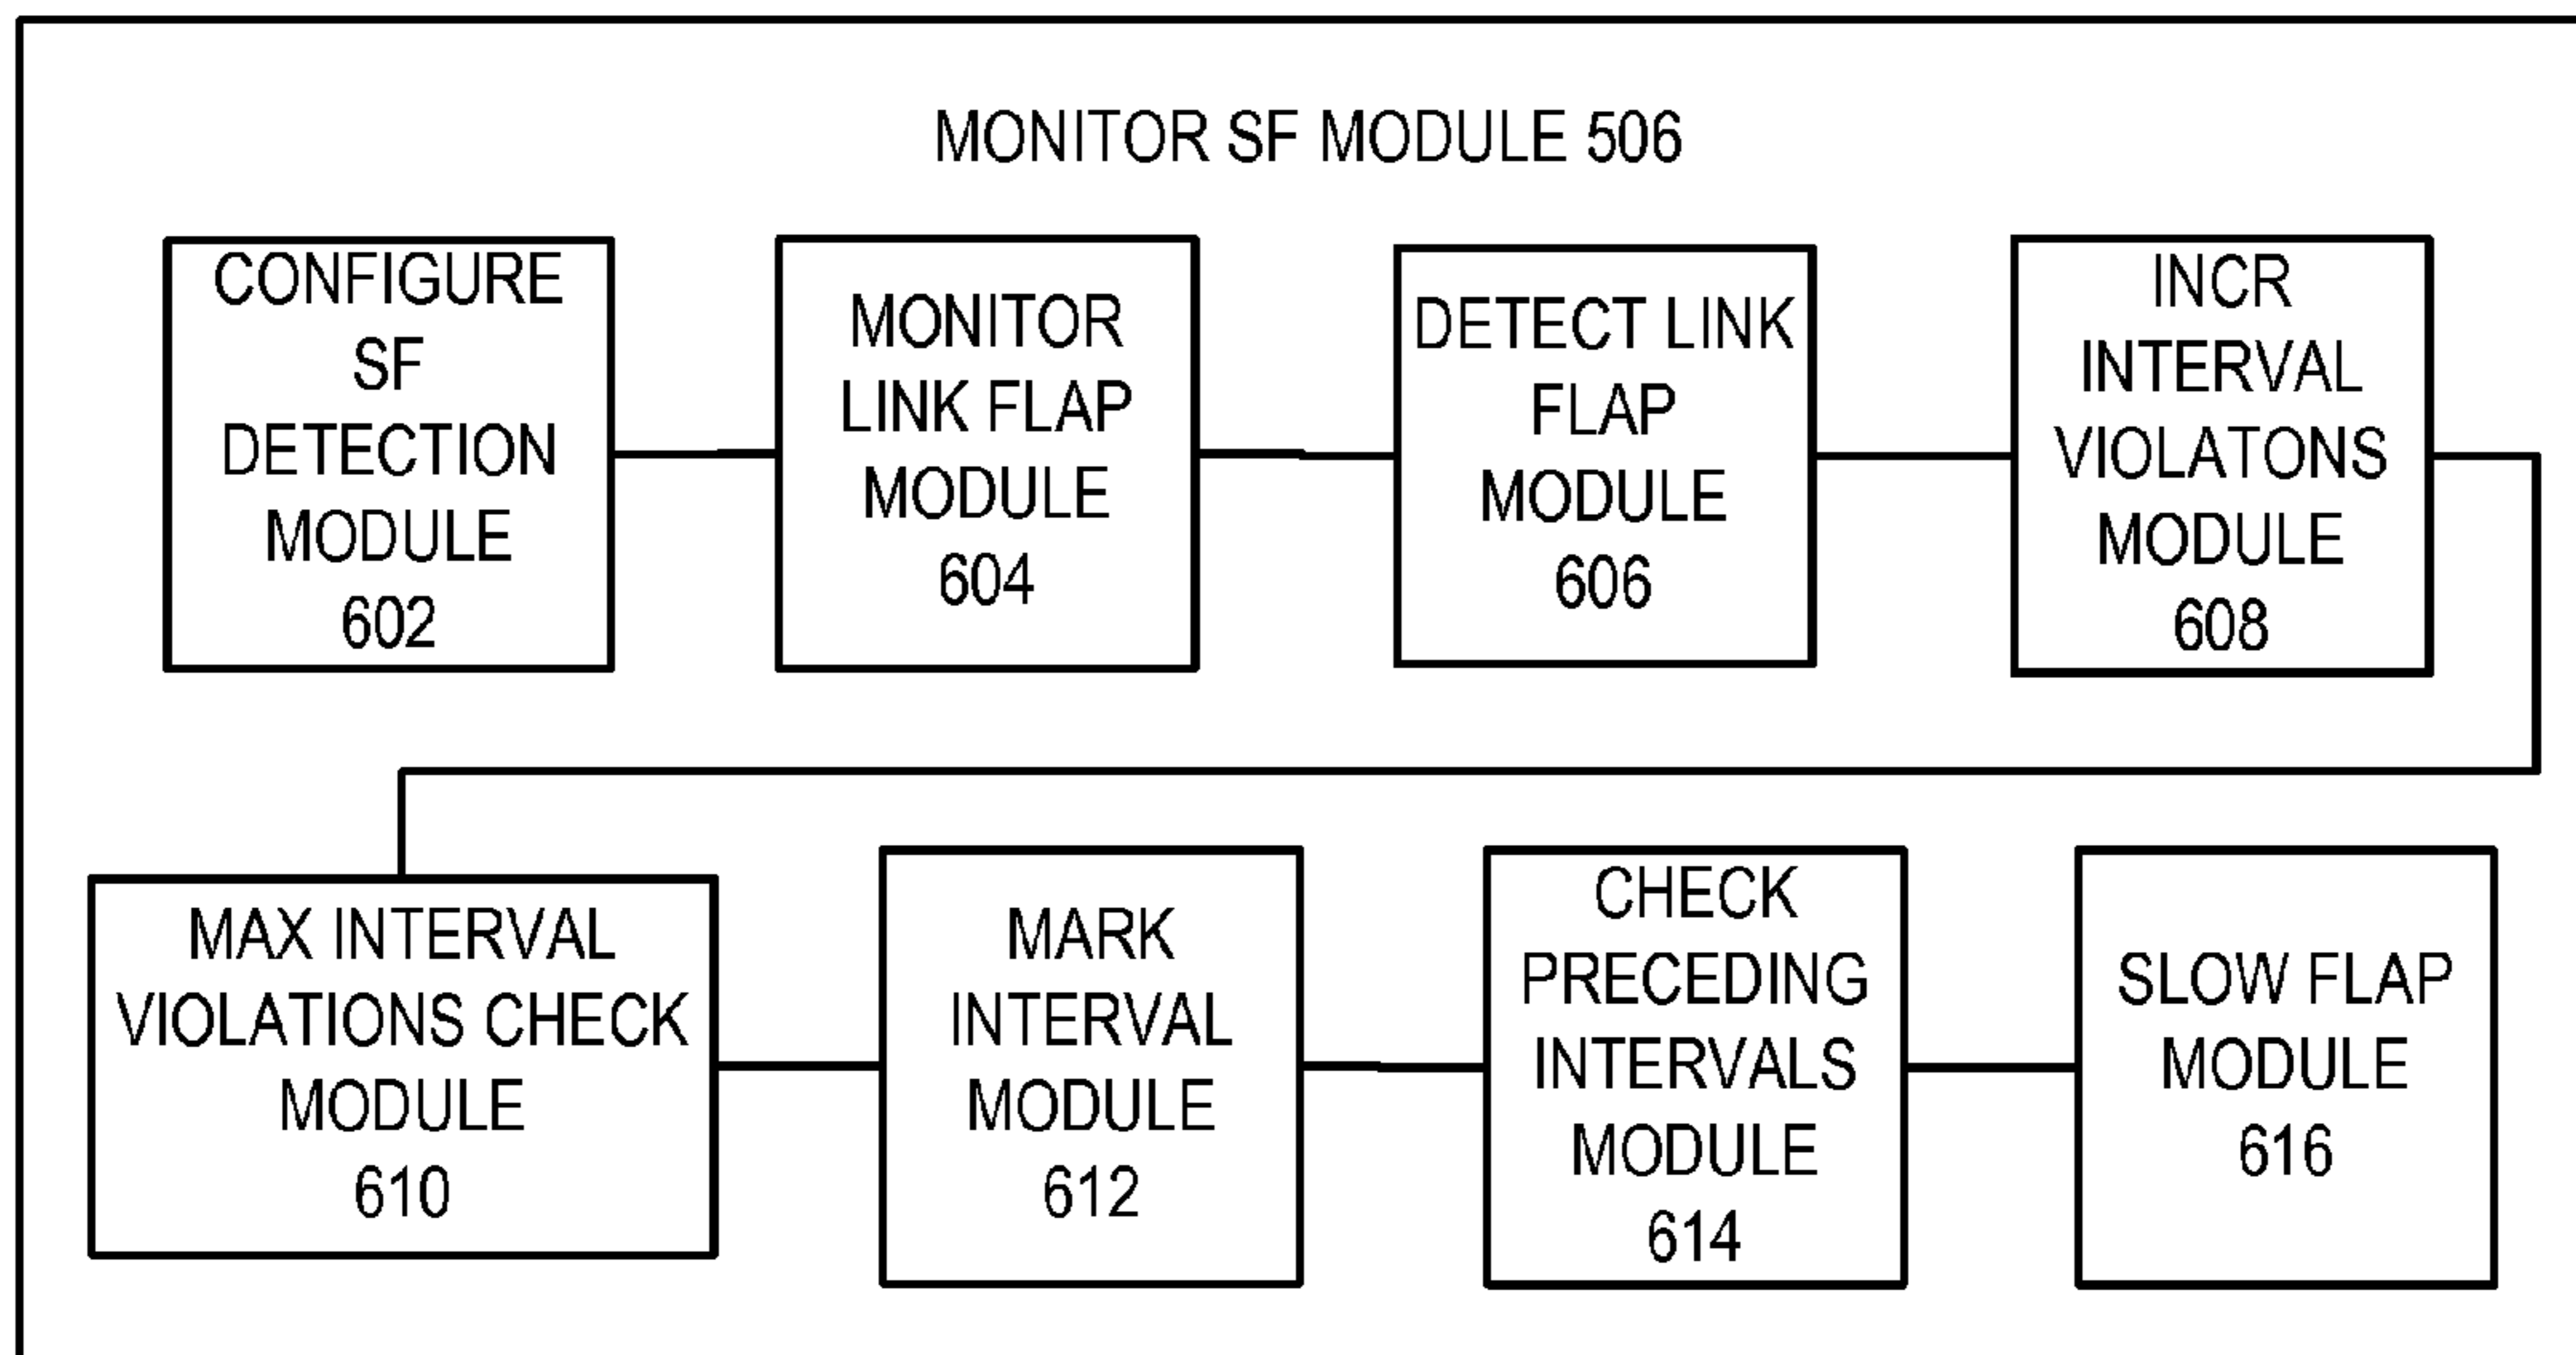 MONITOR SF MODULE 506
CONFIGURE
SF
DETECTION
MODULE
602
MONITOR
LINK FLAP
MODULE
604
DETECT LINK
FLAP
MODULE
606
INCR
INTERVAL
VIOLATONS
MODULE
608
MAX INTERVAL
VIOLATIONS CHECK
MODULE
610
MARK
INTERVAL
MODULE
612
CHECK
PRECEDING
INTERVALS
MODULE
614
SLOW FLAP
MODULE
616